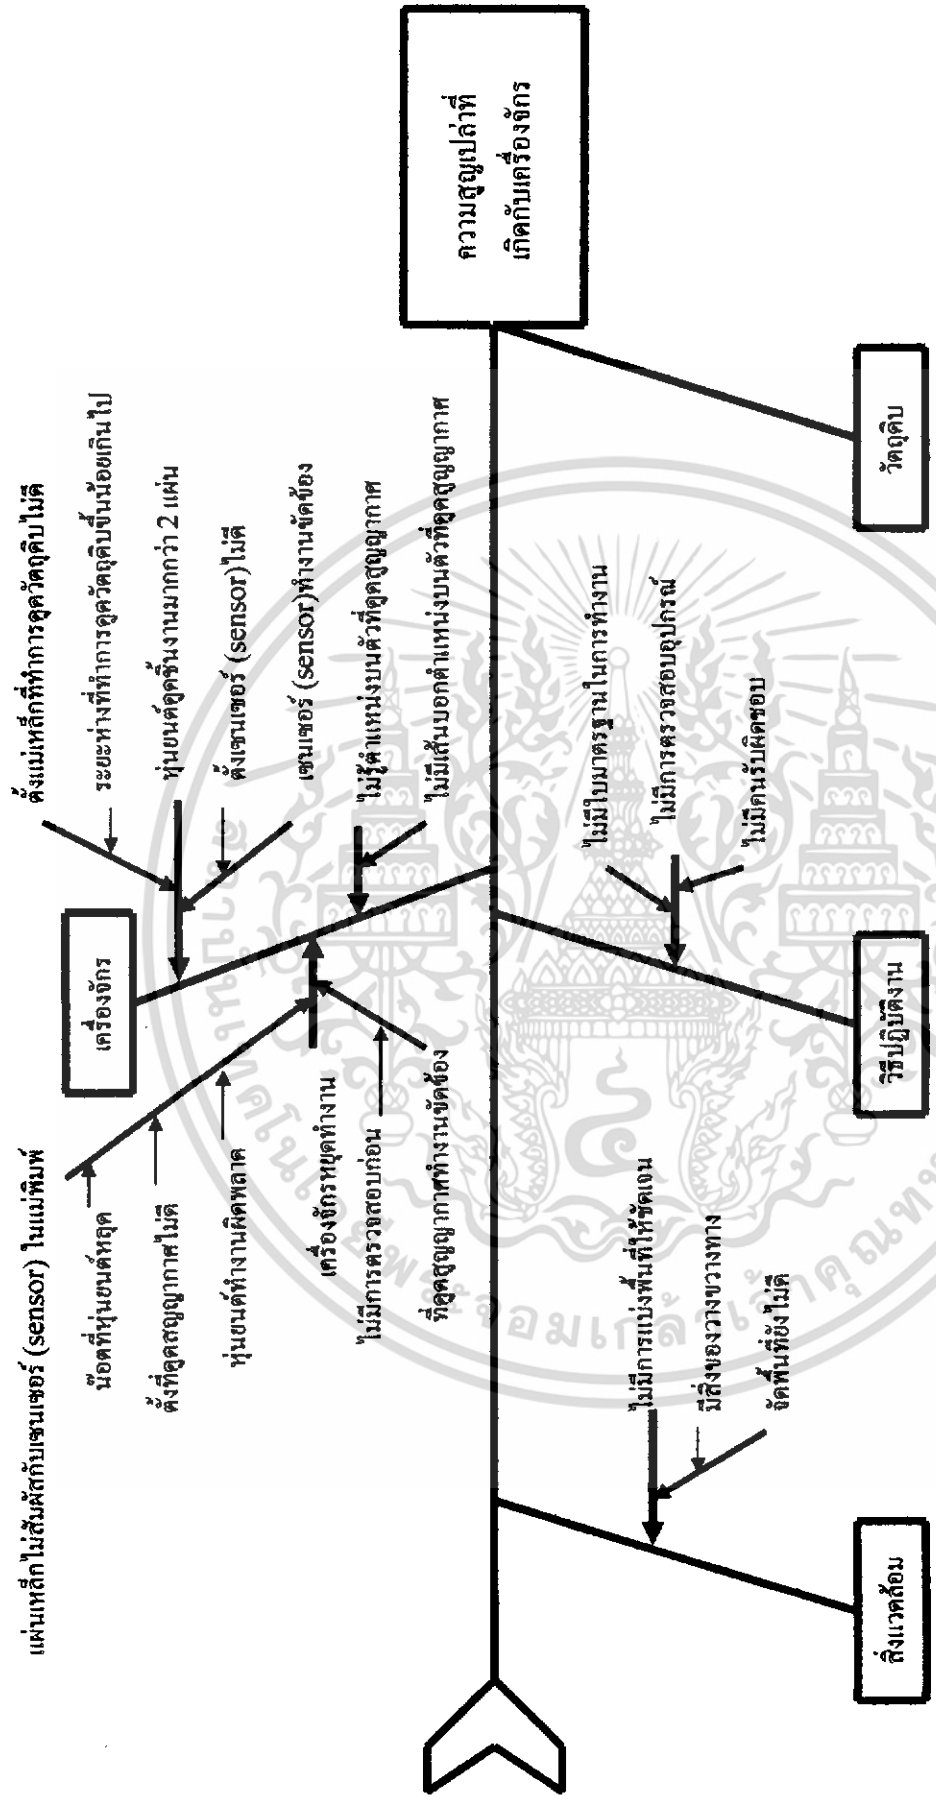 แผ่นเหล็กไม่สัมผัสกับเซนเซอร์ (sensor) ในแม่พิมพ์
น๊อตที่หุ่นยนต์หลุด
ตั้งที่ดูดสูญญากาศไม่ดี
หุ่นยนต์ทำงานผิดพลาด
เครื่องจักรหยุดทำงาน
ไม่มีการตรวจสอบก่อน
ที่ดูดสูญญากาศทำงานขัดข้อง
เครื่องจักร
ตั้งแม่เหล็กที่ทำการดูดวัตถุดิบไม่ดี
ระยะห่างที่ทำการดูดวัตถุดิบขึ้นน้อยเกินไป
หุ่นยนต์ดูดชิ้นงานมากกว่า 2 แผ่น
ตั้งเซนเซอร์ (sensor) ไม่ดี
เซนเซอร์ (sensor)ทำงานขัดข้อง
ไม่รู้ตำแหน่งบนตัวที่ดูดสูญญากาศ
ไม่มีเส้นบอกตำแหน่งบนตัวที่ดูดสูญญากาศ
ความสูญเปล่าที่
เกิดกับเครื่องจักร
ไม่มีการแบ่งพื้นที่ให้ชัดเจน
มีสิ่งของวางขวางทาง
จัดพื้นที่ยังไม่ดี
สิ่งแวดล้อม
ไม่มีใบมาตรฐานในการทำงาน
ไม่มีการตรวจสอบอุปกรณ์
ไม่มีคนรับผิดชอบ
วิธีปฏิบัติงาน
วัตถุดิบ